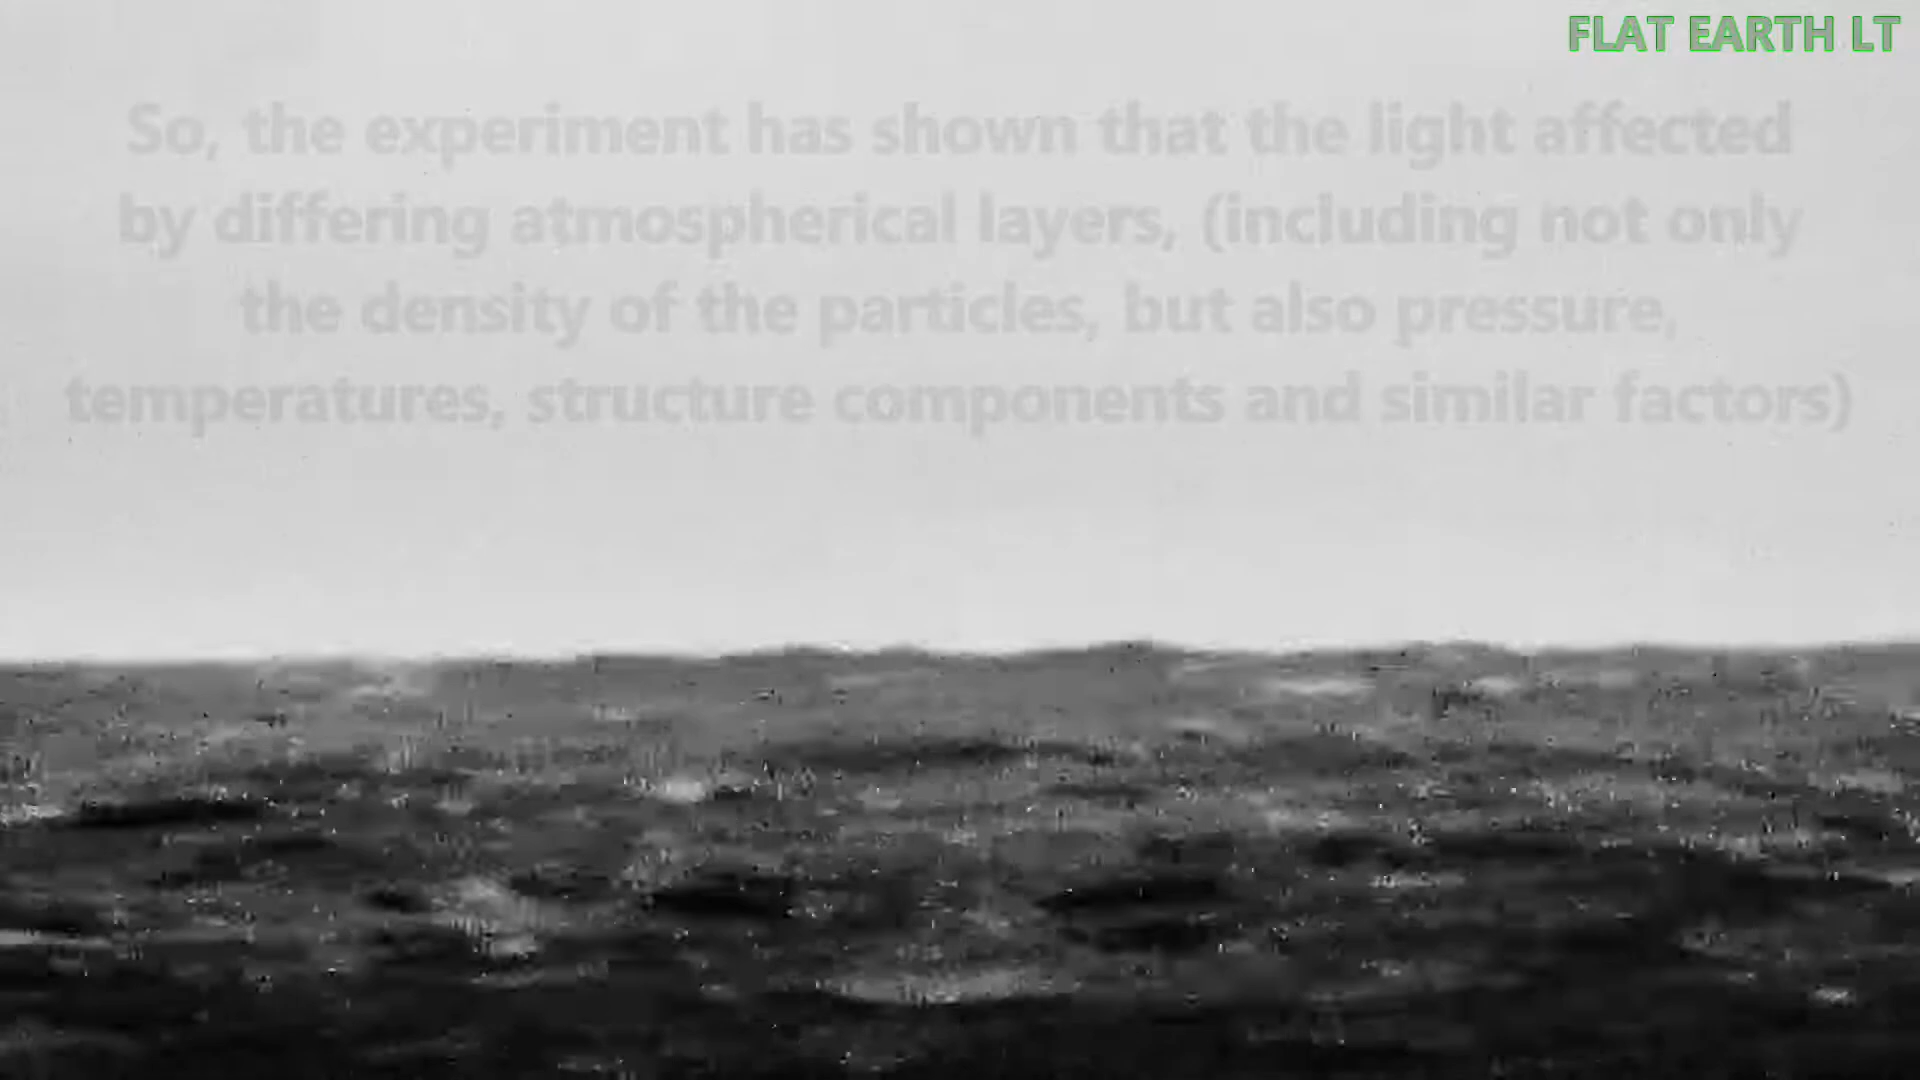 FLAT EARTH LT
So, the experiment has shown that the light affected
by differing atmospherical layers, (including not only
the density of the particles, but also pressure,
temperatures, structure components and similar factors)